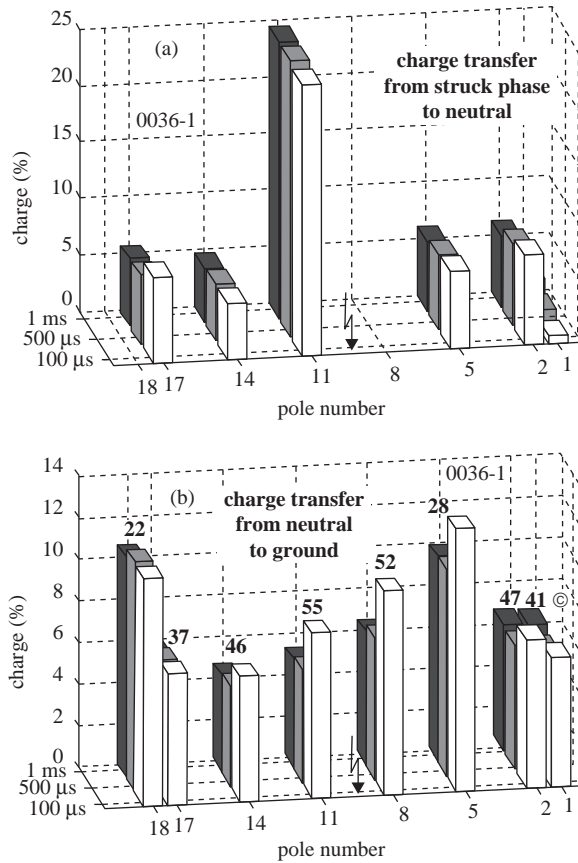 25
20
15
10
5
0
charge (%)
(a)
0036-1
charge transfer
from struck phase
to neutral
1 ms
500 μs
100 μs
18 17 14 11 8 5 2 1
pole number
14
12
10
8
6
4
2
0
charge (%)
(b)
0036-1
charge transfer
from neutral
to ground
22 37 46 55 52 28 47 41 ©
1 ms
500 μs
100 μs
18 17 14 11 8 5 2 1
pole number